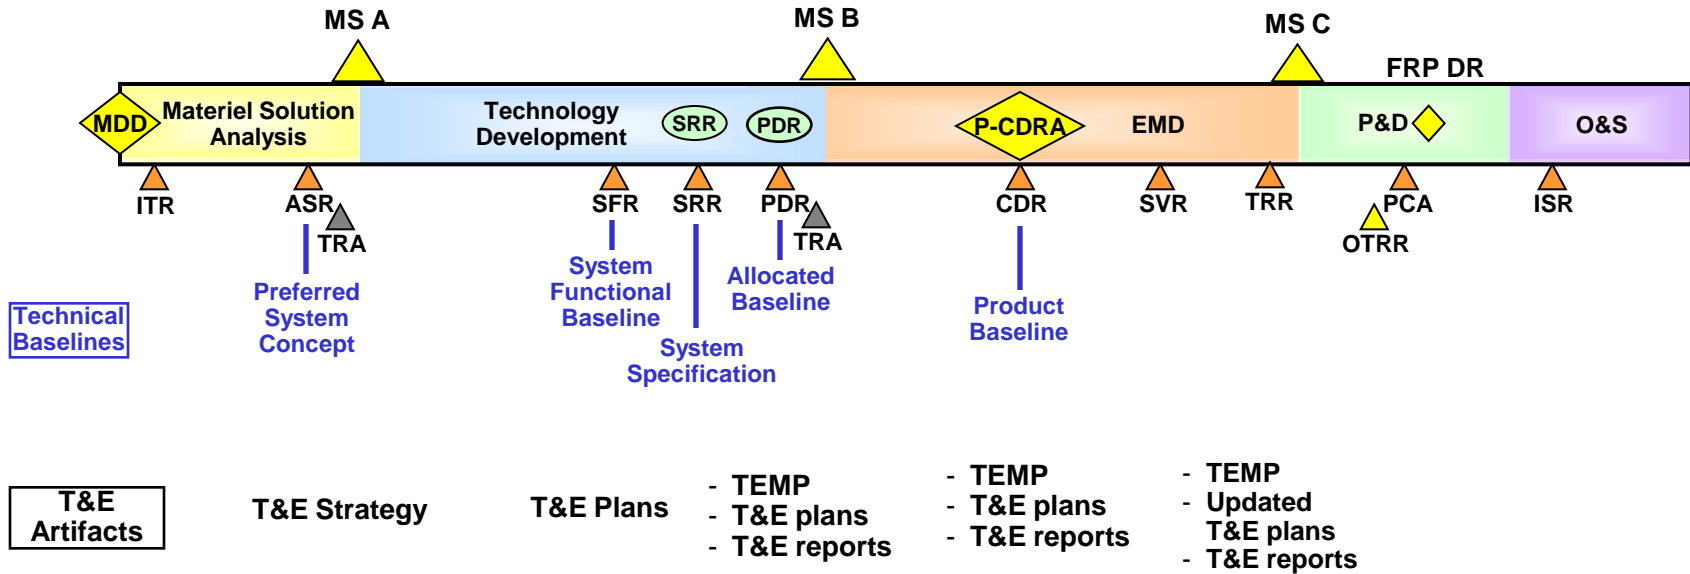 MS A
MS B
MS C
FRP DR
MDD
Materiel Solution
Analysis
Technology
Development
SRR
PDR
P-CDRA
EMD
P&D
O&S
ITR
ASR
TRA
SFR
SRR
PDR
TRA
CDR
SVR
TRR
PCA
OTRR
ISR
Technical
Baselines
Preferred
System
Concept
System
Functional
Baseline
System
Specification
Allocated
Baseline
Product
Baseline
T&E
Artifacts
T&E Strategy
T&E Plans
- TEMP
- T&E plans
- T&E reports
- TEMP
- T&E plans
- T&E reports
- TEMP
- Updated
T&E plans
- T&E reports